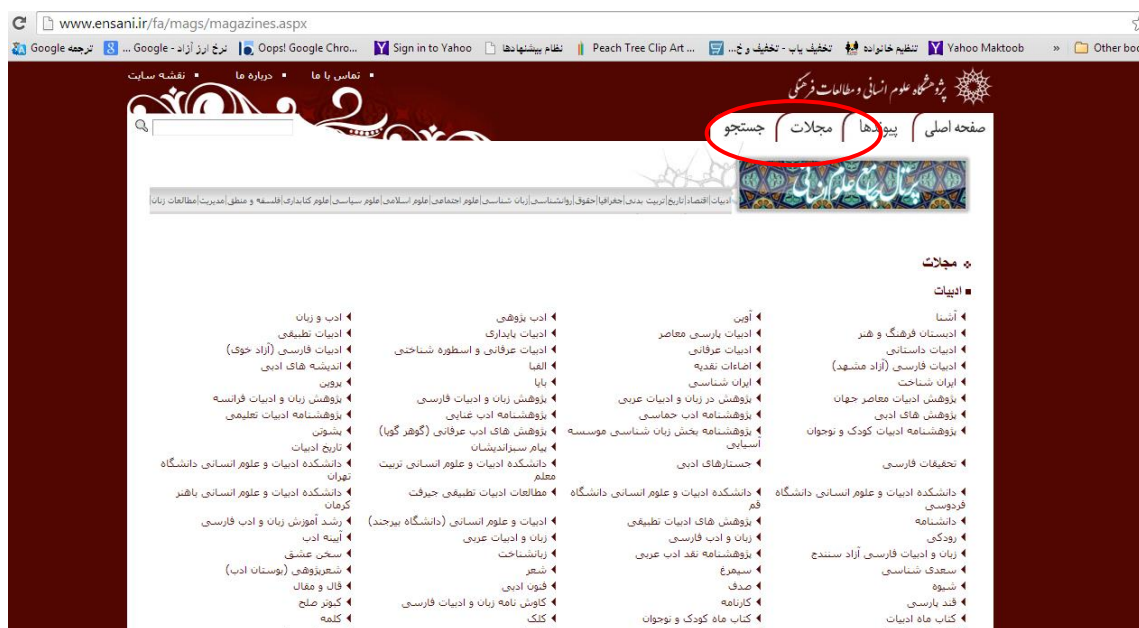 www.ensani.ir/fa/mags/magazines.aspx
ترجمه Google نرخ ارز آزاد - Google ... Oops! Google Chro... Sign in to Yahoo نظام پیشنهادها Peach Tree Clip Art ... تخفیف یاب - تخفیف و خ... تنظیم خانواده Yahoo Maktoob » Other boo
تماس با ما درباره ما نقشه سایت
پژوهشگاه علوم انسانی و مطالعات فرهنگی
صفحه اصلی پیوندها مجلات جستجو
پرتال جامع علوم انسانی
ادبیات|اقتصاد|تاریخ|تربیت بدنی|جغرافیا|حقوق|روانشناسی|زبان شناسی|علوم اجتماعی|علوم اسلامی|علوم سیاسی|علوم کتابداری|فلسفه و منطق|مدیریت|مطالعات زنان
مجلات
ادبیات
آشنا آوین ادب پژوهی ادب و زبان
ادبستان فرهنگ و هنر ادبیات پارسی معاصر ادبیات پایداری ادبیات تطبیقی
ادبیات داستانی ادبیات عرفانی ادبیات عرفانی و اسطوره شناختی ادبیات فارسی (آزاد خوی)
ادبیات فارسی (آزاد مشهد) اضاءات نقدیه الفبا اندیشه های ادبی
ایران شناخت ایران شناسی بایا پروین
پژوهش ادبیات معاصر جهان پژوهش در زبان و ادبیات عربی پژوهش زبان و ادبیات فارسی پژوهش زبان و ادبیات فرانسه
پژوهش های ادبی پژوهشنامه ادب حماسی پژوهشنامه ادب غنایی پژوهشنامه ادبیات تعلیمی
پژوهشنامه ادبیات کودک و نوجوان پژوهشنامه بخش زبان شناسی موسسه آسیایی پژوهش های ادب عرفانی (گوهر گویا) پشوتن
پیام سبزاندیشان تاریخ ادبیات
تحقیقات فارسی جستارهای ادبی دانشکده ادبیات و علوم انسانی تربیت معلم دانشکده ادبیات و علوم انسانی دانشگاه تهران
دانشکده ادبیات و علوم انسانی دانشگاه فردوسی دانشکده ادبیات و علوم انسانی دانشگاه قم مطالعات ادبیات تطبیقی جیرفت دانشکده ادبیات و علوم انسانی باهنر کرمان
دانشنامه پژوهش های ادبیات تطبیقی ادبیات و علوم انسانی (دانشگاه بیرجند) رشد آموزش زبان و ادب فارسی
رودکی زبان و ادب فارسی زبان و ادبیات عربی آیینه ادب
زبان و ادبیات فارسی آزاد سنندج پژوهشنامه نقد ادب عربی زبانشناخت سخن عشق
سعدی شناسی سیمرغ شعر شعرپژوهی (بوستان ادب)
شیوه صدف فنون ادبی قال و مقال
قند پارسی کارنامه کاوش نامه زبان و ادبیات فارسی کبوتر صلح
کتاب ماه ادبیات کتاب ماه کودک و نوجوان کلک کلمه